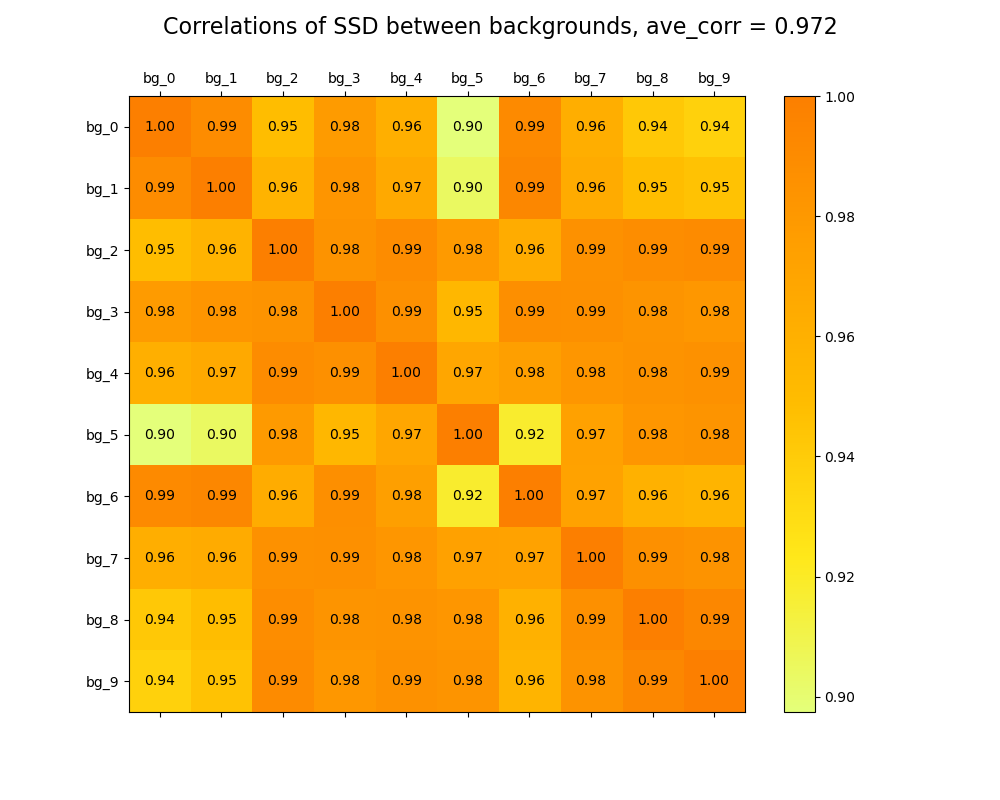 Correlations of SSD between backgrounds, ave_corr = 0.972
bg_0 bg_1 bg_2 bg_3 bg_4 bg_5 bg_6 bg_7 bg_8 bg_9
bg_0 1.00 0.99 0.95 0.98 0.96 0.90 0.99 0.96 0.94 0.94
bg_1 0.99 1.00 0.96 0.98 0.97 0.90 0.99 0.96 0.95 0.95
bg_2 0.95 0.96 1.00 0.98 0.99 0.98 0.96 0.99 0.99 0.99
bg_3 0.98 0.98 0.98 1.00 0.99 0.95 0.99 0.99 0.98 0.98
bg_4 0.96 0.97 0.99 0.99 1.00 0.97 0.98 0.98 0.98 0.99
bg_5 0.90 0.90 0.98 0.95 0.97 1.00 0.92 0.97 0.98 0.98
bg_6 0.99 0.99 0.96 0.99 0.98 0.92 1.00 0.97 0.96 0.96
bg_7 0.96 0.96 0.99 0.99 0.98 0.97 0.97 1.00 0.99 0.98
bg_8 0.94 0.95 0.99 0.98 0.98 0.98 0.96 0.99 1.00 0.99
bg_9 0.94 0.95 0.99 0.98 0.99 0.98 0.96 0.98 0.99 1.00
1.00
0.98
0.96
0.94
0.92
0.90